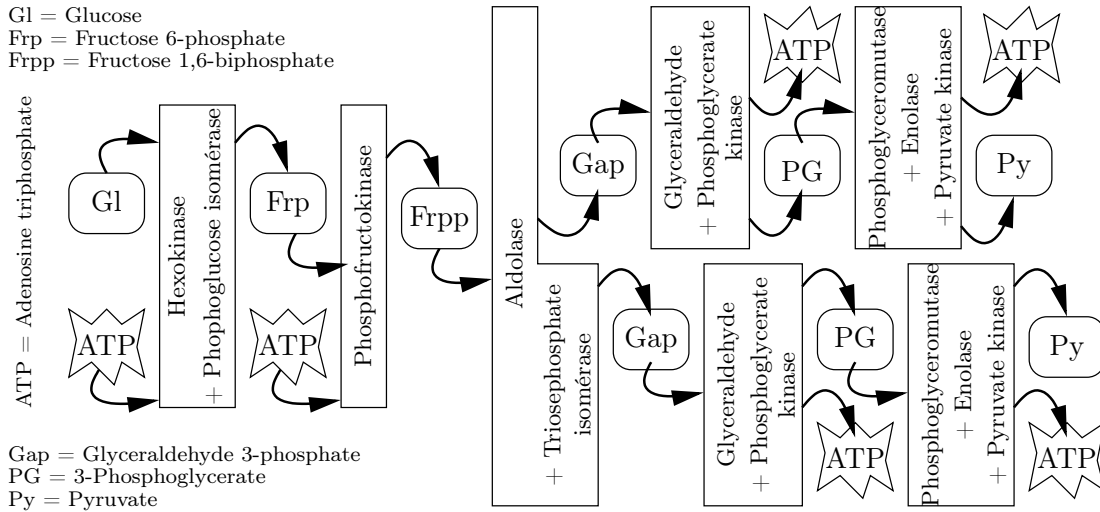 Gl = Glucose
Frp = Fructose 6-phosphate
Frpp = Fructose 1,6-biphosphate
ATP = Adenosine triphosphate
Gl
ATP
Hexokinase
+ Phophoglucose isomérase
Frp
ATP
Phosphofructokinase
Frpp
Aldolase
+ Triosephosphate
isomérase
Gap
Glyceraldehyde
+ Phosphoglycerate
kinase
ATP
PG
Phosphoglyceromutase
+ Enolase
+ Pyruvate kinase
ATP
Py
Gap
Glyceraldehyde
+ Phosphoglycerate
kinase
PG
ATP
Phosphoglyceromutase
+ Enolase
+ Pyruvate kinase
Py
ATP
Gap = Glyceraldehyde 3-phosphate
PG = 3-Phosphoglycerate
Py = Pyruvate